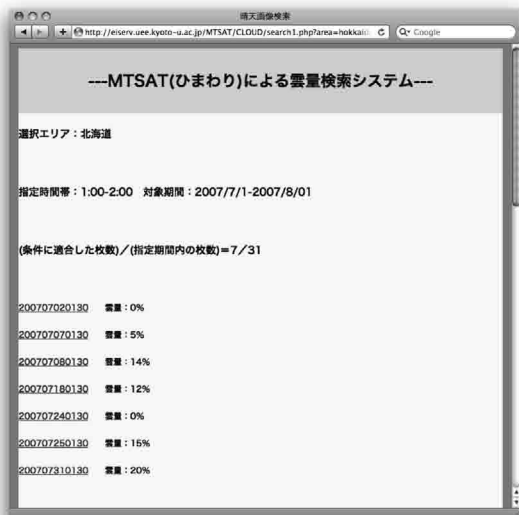 晴天画像検索
http://eiserv.uee.kyoto-u.ac.jp/MTSAT/CLOUD/search1.php?area=hokkaid
Google
---MTSAT(ひまわり)による雲量検索システム---
選択エリア：北海道
指定時間帯：1:00-2:00　対象期間：2007/7/1-2007/8/01
(条件に適合した枚数)／(指定期間内の枚数)＝7／31
200707020130　雲量：0%
200707070130　雲量：5%
200707080130　雲量：14%
200707180130　雲量：12%
200707240130　雲量：0%
200707250130　雲量：15%
200707310130　雲量：20%